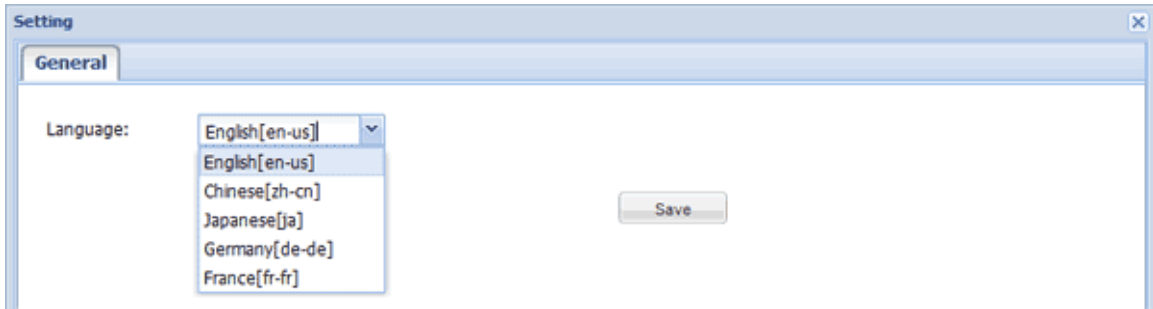 Setting
General
Language:
English[en-us]
English[en-us]
Chinese[zh-cn]
Japanese[ja]
Germany[de-de]
France[fr-fr]
Save